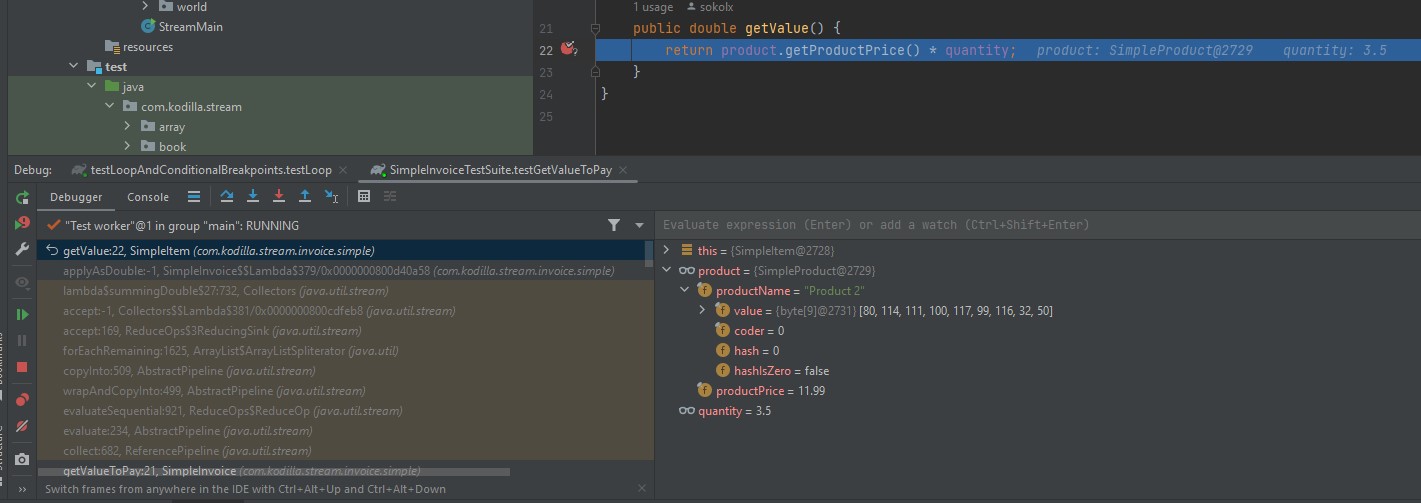 world
StreamMain
resources
test
java
com.kodilla.stream
array
book
1 usage sokolx
21 public double getValue() {
22 return product.getProductPrice() * quantity; product: SimpleProduct@2729 quantity: 3.5
23 }
24 }
25
Debug: testLoopAndConditionalBreakpoints.testLoop × SimpleInvoiceTestSuite.testGetValueToPay ×
Debugger Console
"Test worker"@1 in group "main": RUNNING
getValue:22, SimpleItem (com.kodilla.stream.invoice.simple)
applyAsDouble:-1, SimpleInvoice$$Lambda$379/0x0000000800d40a58 (com.kodilla.stream.invoice.simple)
lambda$summingDouble$27:732, Collectors (java.util.stream)
accept:-1, Collectors$$Lambda$381/0x0000000800cdfeb8 (java.util.stream)
accept:169, ReduceOps$3ReducingSink (java.util.stream)
forEachRemaining:1625, ArrayList$ArrayListSpliterator (java.util)
copyInto:509, AbstractPipeline (java.util.stream)
wrapAndCopyInto:499, AbstractPipeline (java.util.stream)
evaluateSequential:921, ReduceOps$ReduceOp (java.util.stream)
evaluate:234, AbstractPipeline (java.util.stream)
collect:682, ReferencePipeline (java.util.stream)
getValueToPay:21, SimpleInvoice (com.kodilla.stream.invoice.simple)
Switch frames from anywhere in the IDE with Ctrl+Alt+Up and Ctrl+Alt+Down ×
Evaluate expression (Enter) or add a watch (Ctrl+Shift+Enter)
this = {SimpleItem@2728}
product = {SimpleProduct@2729}
productName = "Product 2"
value = {byte[9]@2731} [80, 114, 111, 100, 117, 99, 116, 32, 50]
coder = 0
hash = 0
hashIsZero = false
productPrice = 11.99
quantity = 3.5